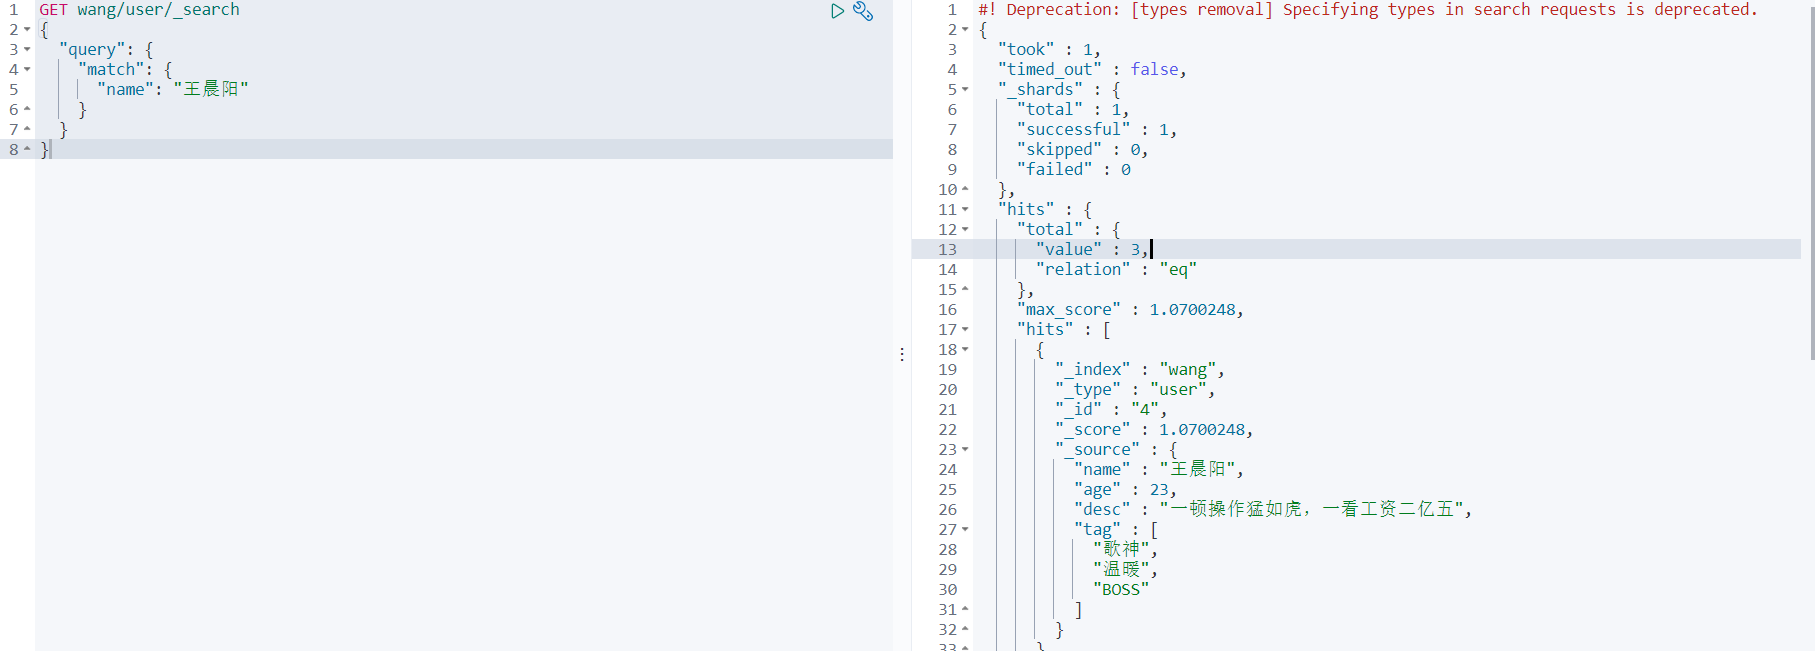 1 GET wang/user/_search
2 {
3 "query": {
4 "match": {
5 "name": "王晨阳"
6 }
7 }
8 }
1 #! Deprecation: [types removal] Specifying types in search requests is deprecated.
2 {
3 "took" : 1,
4 "timed_out" : false,
5 "_shards" : {
6 "total" : 1,
7 "successful" : 1,
8 "skipped" : 0,
9 "failed" : 0
10 },
11 "hits" : {
12 "total" : {
13 "value" : 3,
14 "relation" : "eq"
15 },
16 "max_score" : 1.0700248,
17 "hits" : [
18 {
19 "_index" : "wang",
20 "_type" : "user",
21 "_id" : "4",
22 "_score" : 1.0700248,
23 "_source" : {
24 "name" : "王晨阳",
25 "age" : 23,
26 "desc" : "一顿操作猛如虎，一看工资二亿五",
27 "tag" : [
28 "歌神",
29 "温暖",
30 "BOSS"
31 ]
32 }
33 }